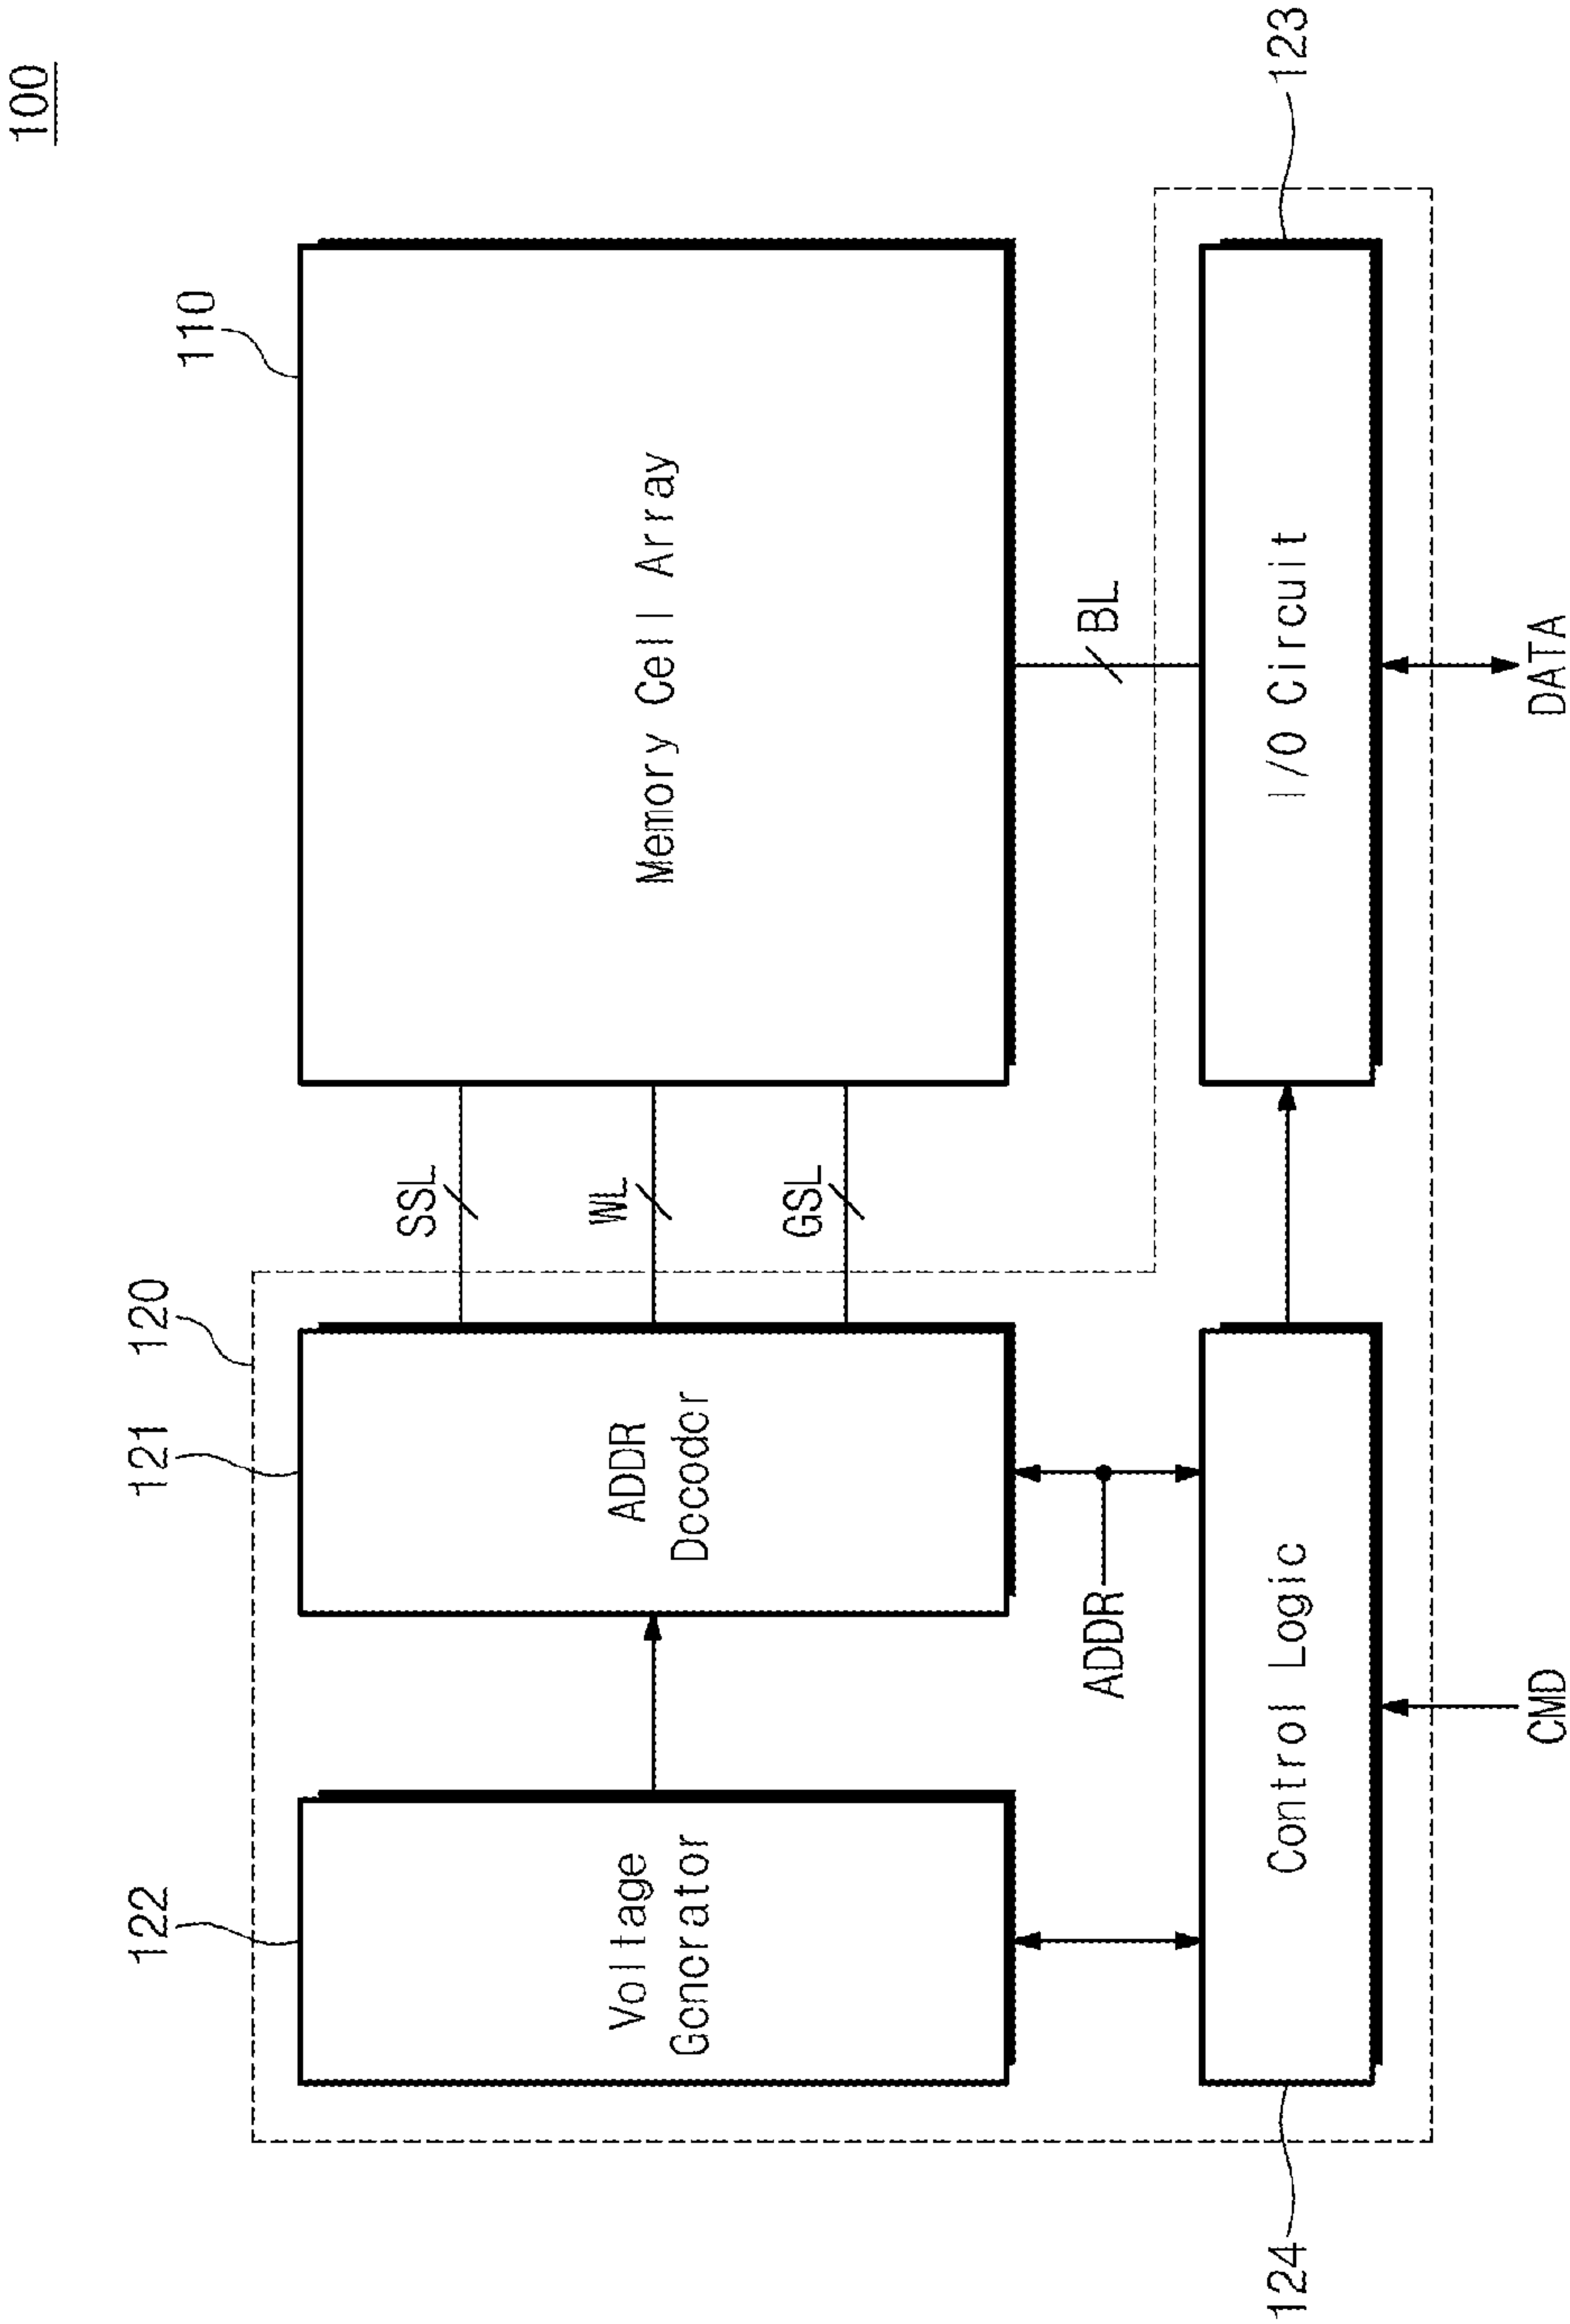 100
110
Memory Cell Array
SSL
WL
GSL
120
121
ADDR
Decoder
122
Voltage
Generator
BL
ADDR
123
I/O Circuit
Control Logic
124
DATA
CMD